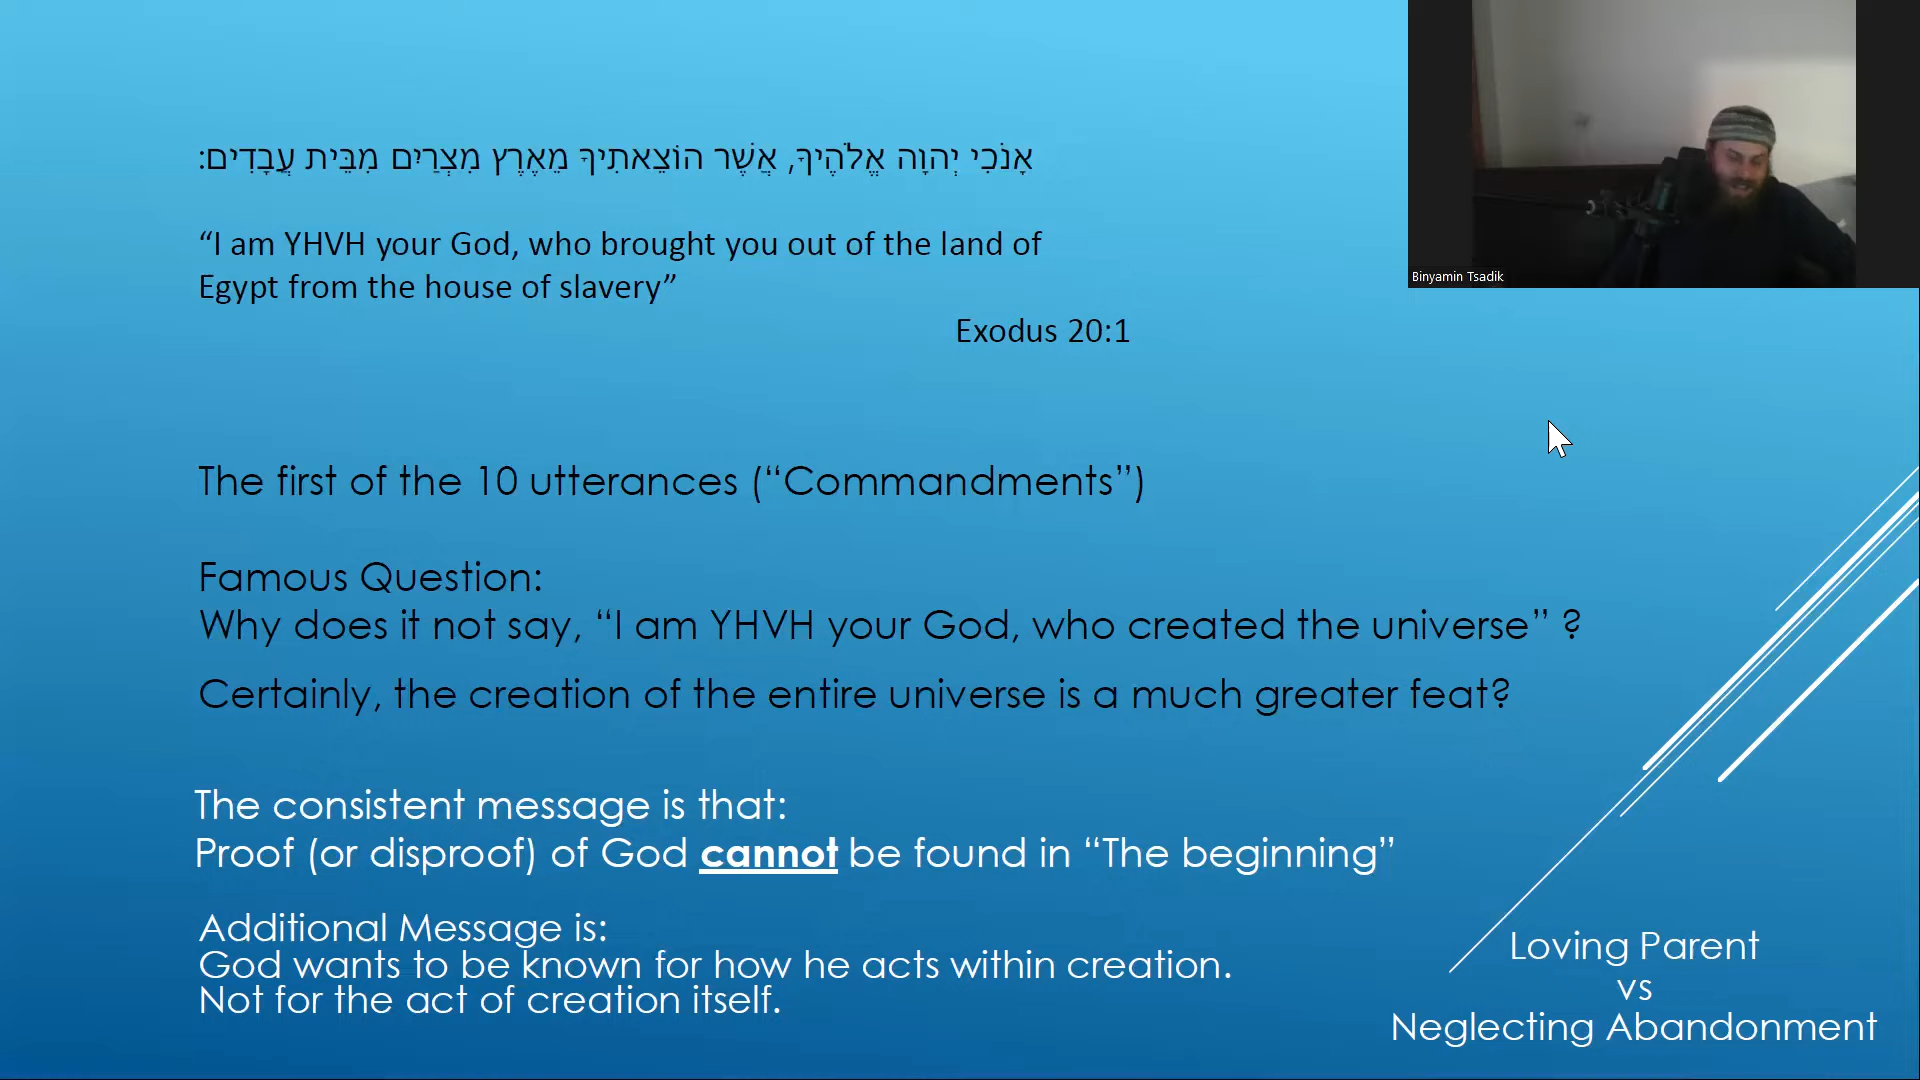 אָנֹכִי יְהוָה אֱלֹהֶיךָ, אֲשֶׁר הוֹצֵאתִיךָ מֵאֶרֶץ מִצְרַיִם מִבֵּית עֲבָדִים:
“I am YHVH your God, who brought you out of the land of
Egypt from the house of slavery”
Exodus 20:1
The first of the 10 utterances (“Commandments”)
Famous Question:
Why does it not say, “I am YHVH your God, who created the universe” ?
Certainly, the creation of the entire universe is a much greater feat?
The consistent message is that:
Proof (or disproof) of God cannot be found in “The beginning”
Additional Message is:
God wants to be known for how he acts within creation.
Not for the act of creation itself.
Loving Parent
vs
Neglecting Abandonment
Binyamin Tsadik